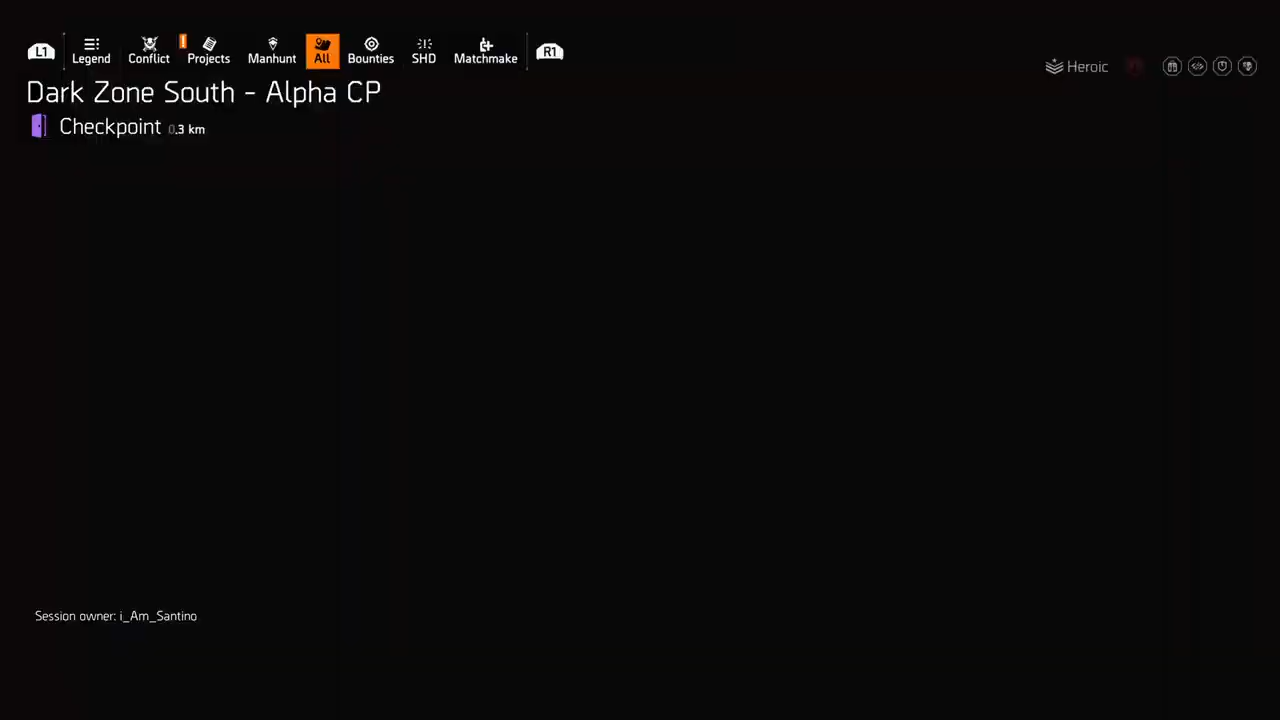 L1 Legend Conflict Projects Manhunt All Bounties SHD Matchmake R1
Heroic
Dark Zone South - Alpha CP
Checkpoint 0.3 km
Session owner: i_Am_Santino